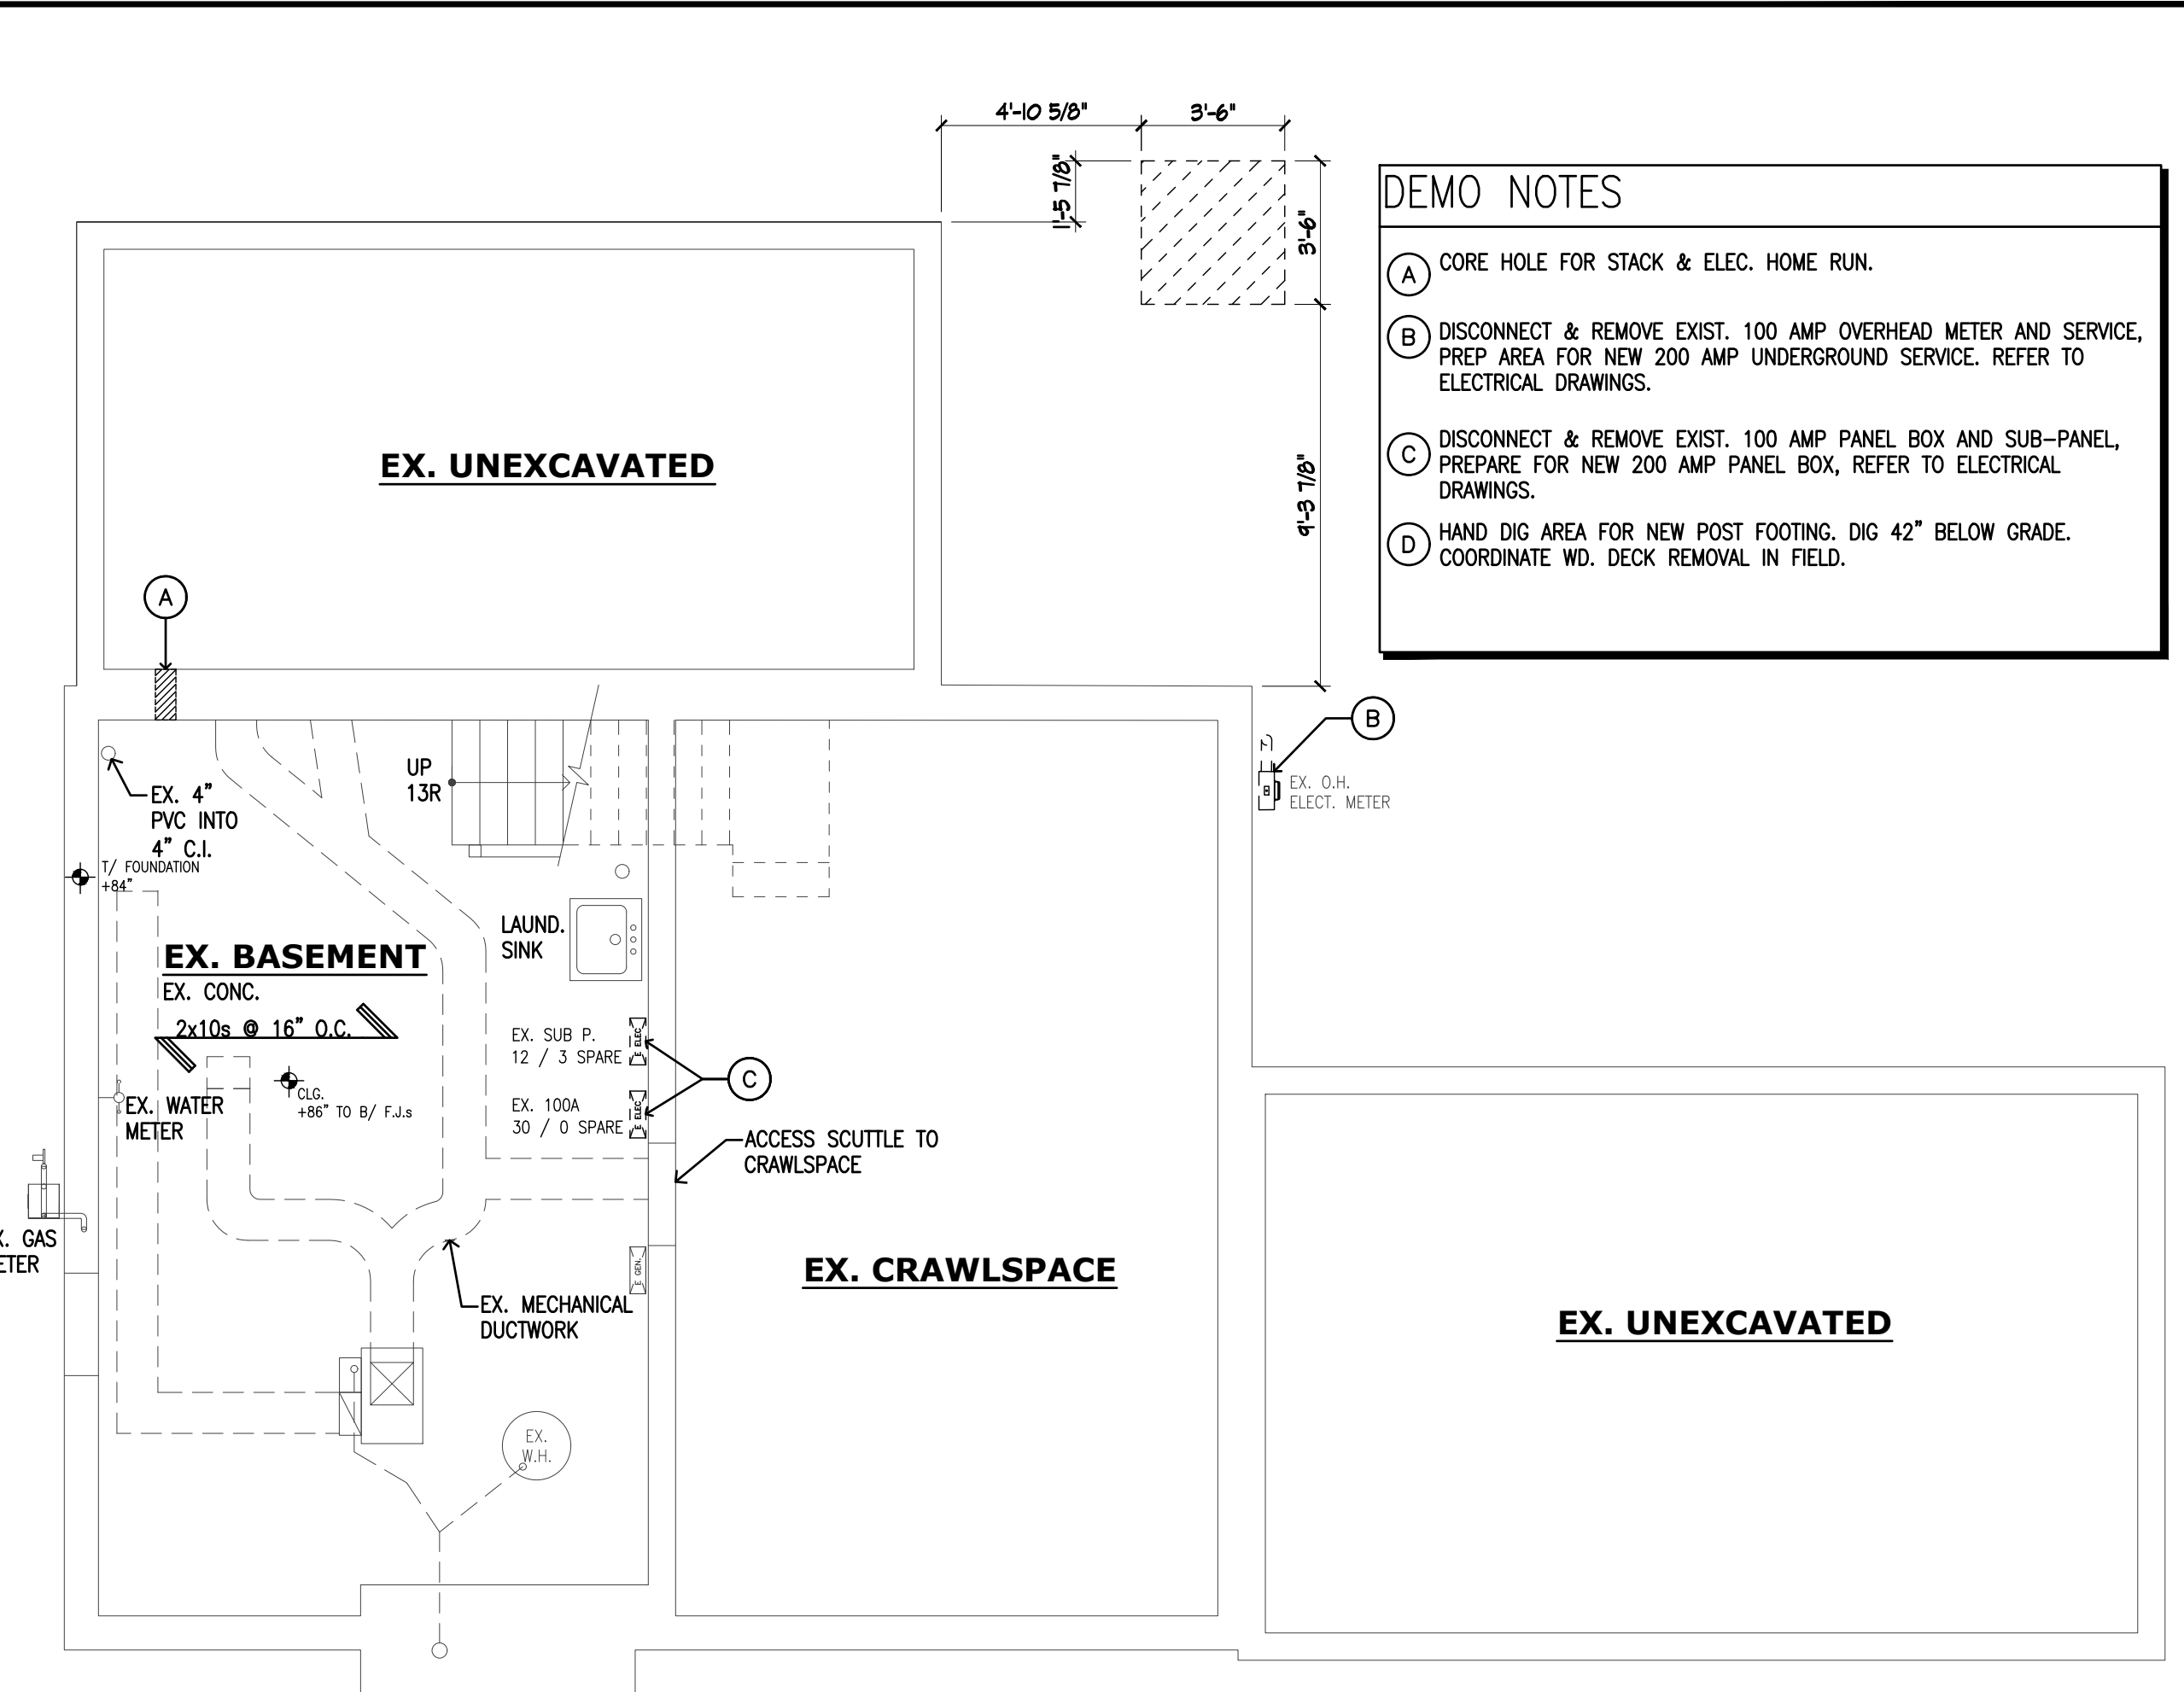 4'-10 5/8"
3'-6"
1'-5 7/8"
3'-6"
9'-3 7/8"
DEMO NOTES
A
CORE HOLE FOR STACK & ELEC. HOME RUN.
B
DISCONNECT & REMOVE EXIST. 100 AMP OVERHEAD METER AND SERVICE,
PREP AREA FOR NEW 200 AMP UNDERGROUND SERVICE. REFER TO
ELECTRICAL DRAWINGS.
C
DISCONNECT & REMOVE EXIST. 100 AMP PANEL BOX AND SUB-PANEL,
PREPARE FOR NEW 200 AMP PANEL BOX, REFER TO ELECTRICAL
DRAWINGS.
D
HAND DIG AREA FOR NEW POST FOOTING. DIG 42" BELOW GRADE.
COORDINATE WD. DECK REMOVAL IN FIELD.
EX. UNEXCAVATED
A
B
EX. O.H.
ELECT. METER
UP
13R
EX. 4"
PVC INTO
4" C.I.
T/ FOUNDATION
+84"
LAUND.
SINK
EX. BASEMENT
EX. CONC.
2x10s @ 16" O.C.
EX. SUB P.
12 / 3 SPARE
E ELEC
C
CLG.
+86" TO B/ F.J.s
EX. 100A
30 / 0 SPARE
E ELEC
EX. WATER
METER
ACCESS SCUTTLE TO
CRAWLSPACE
X. GAS
ETER
E GEN.
EX. CRAWLSPACE
EX. MECHANICAL
DUCTWORK
EX. UNEXCAVATED
EX.
W.H.